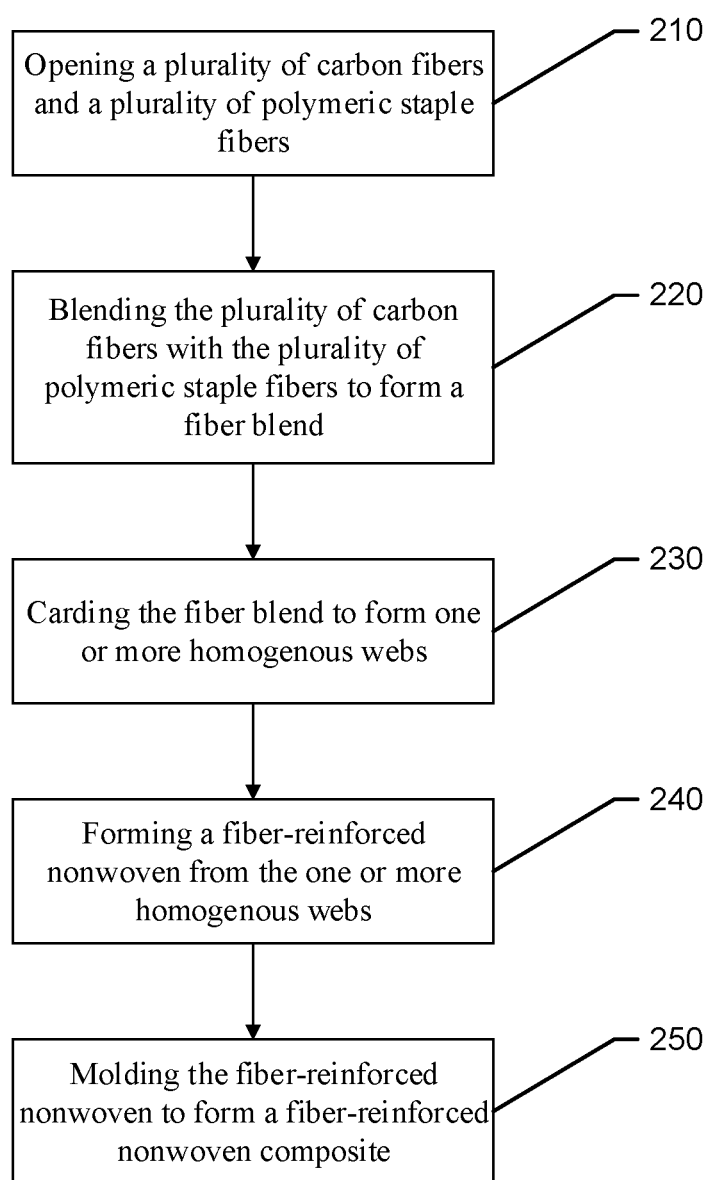 210
Opening a plurality of carbon fibers
and a plurality of polymeric staple
fibers
220
Blending the plurality of carbon
fibers with the plurality of
polymeric staple fibers to form a
fiber blend
230
Carding the fiber blend to form one
or more homogenous webs
240
Forming a fiber-reinforced
nonwoven from the one or more
homogenous webs
250
Molding the fiber-reinforced
nonwoven to form a fiber-reinforced
nonwoven composite